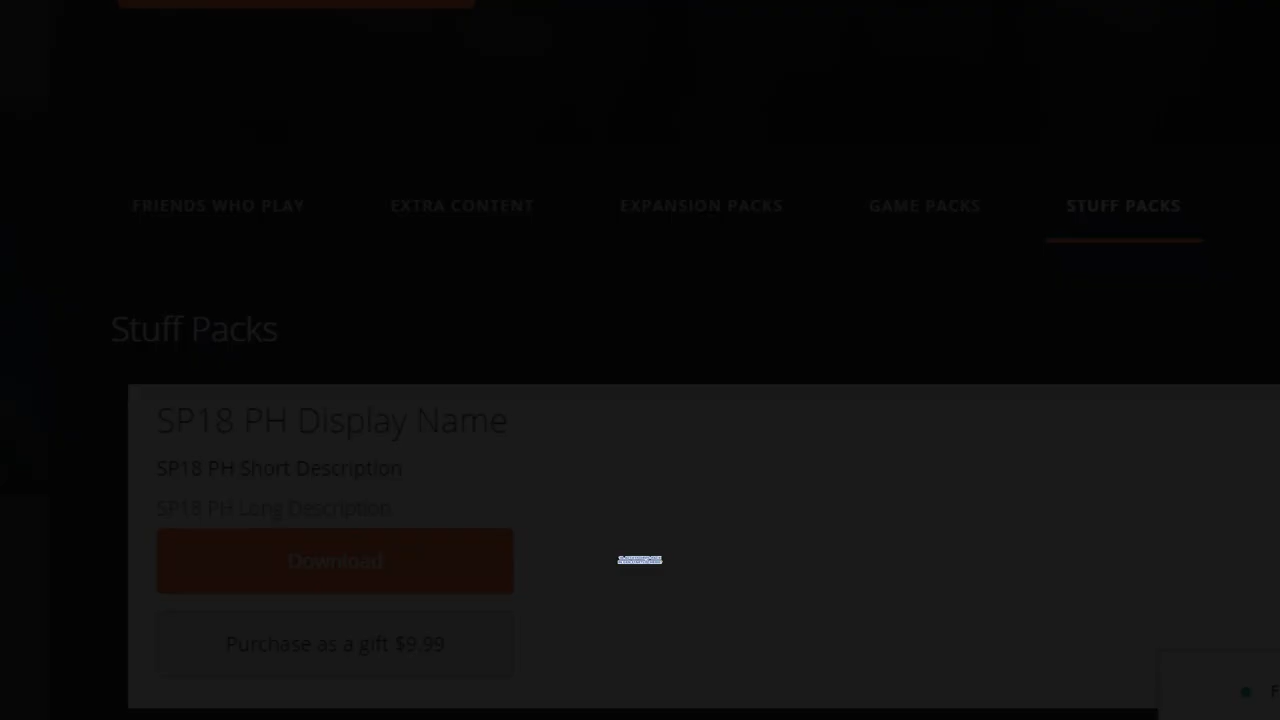 FRIENDS WHO PLAY EXTRA CONTENT EXPANSION PACKS GAME PACKS STUFF PACKS
Stuff Packs
SP18 PH Display Name
SP18 PH Short Description
SP18 PH Long Description
Download
Purchase as a gift $9.99